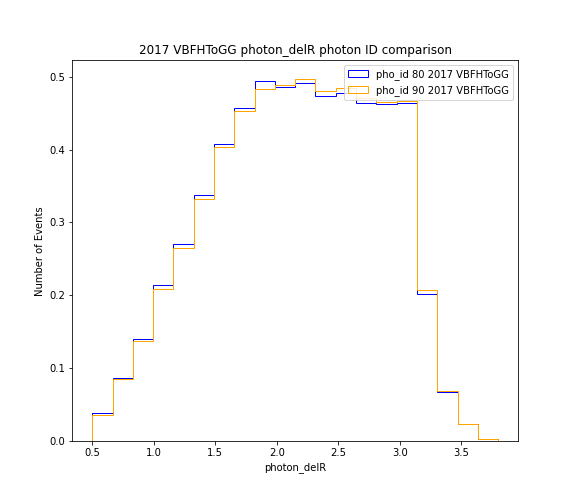 2017 VBFHToGG photon_delR photon ID comparison
pho_id 80 2017 VBFHToGG
pho_id 90 2017 VBFHToGG
Number of Events
0.5
0.4
0.3
0.2
0.1
0.0
0.5 1.0 1.5 2.0 2.5 3.0 3.5
photon_delR